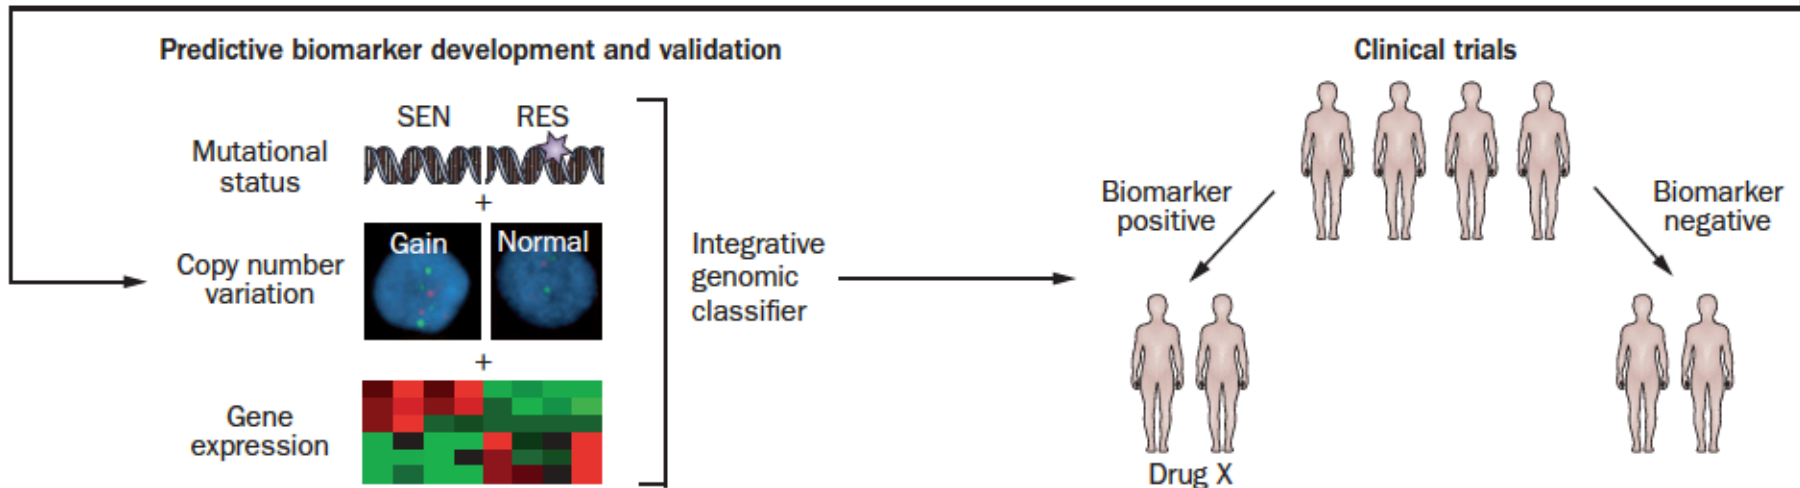 Predictive biomarker development and validation
Clinical trials
SEN
RES
Mutational
status
+
Gain
Normal
Copy number
variation
+
Gene
expression
Integrative
genomic
classifier
Biomarker
positive
Biomarker
negative
Drug X